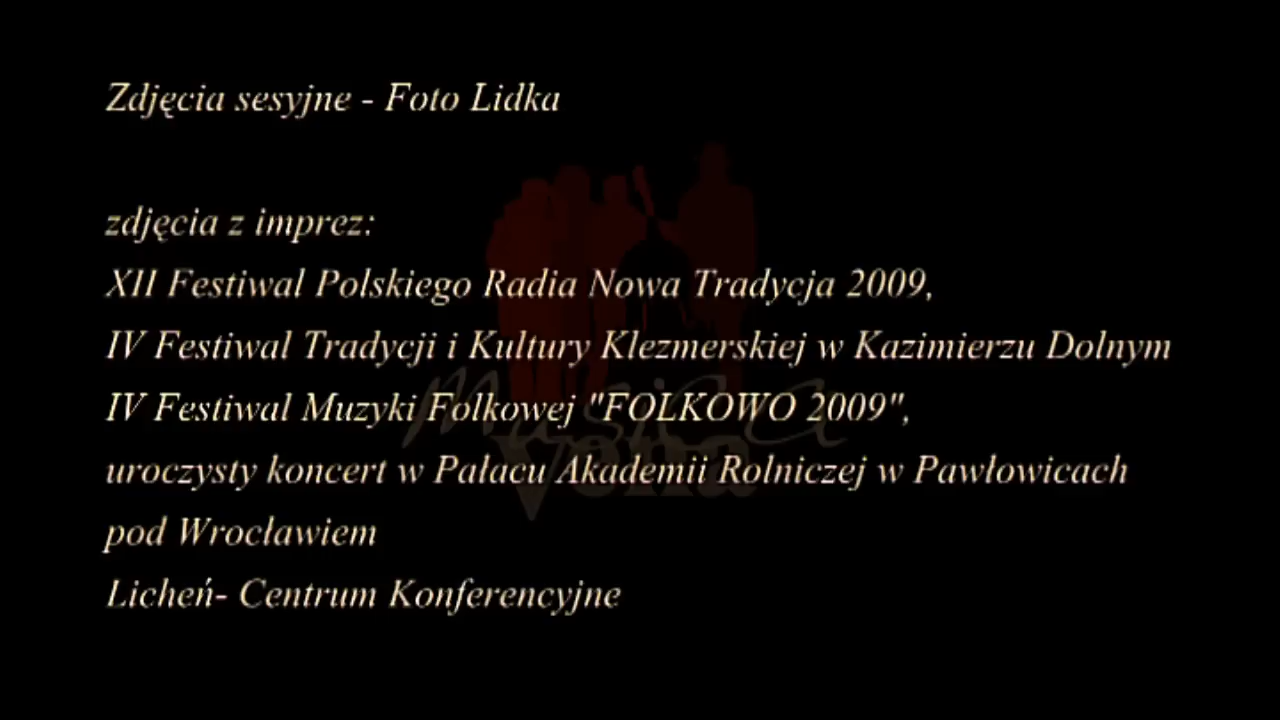 Zdjęcia sesyjne - Foto Lidka
zdjęcia z imprez:
XII Festiwal Polskiego Radia Nowa Tradycja 2009,
IV Festiwal Tradycji i Kultury Klezmerskiej w Kazimierzu Dolnym
IV Festiwal Muzyki Folkowej "FOLKOWO 2009",
uroczysty koncert w Pałacu Akademii Rolniczej w Pawłowicach
pod Wrocławiem
Licheń- Centrum Konferencyjne
musica